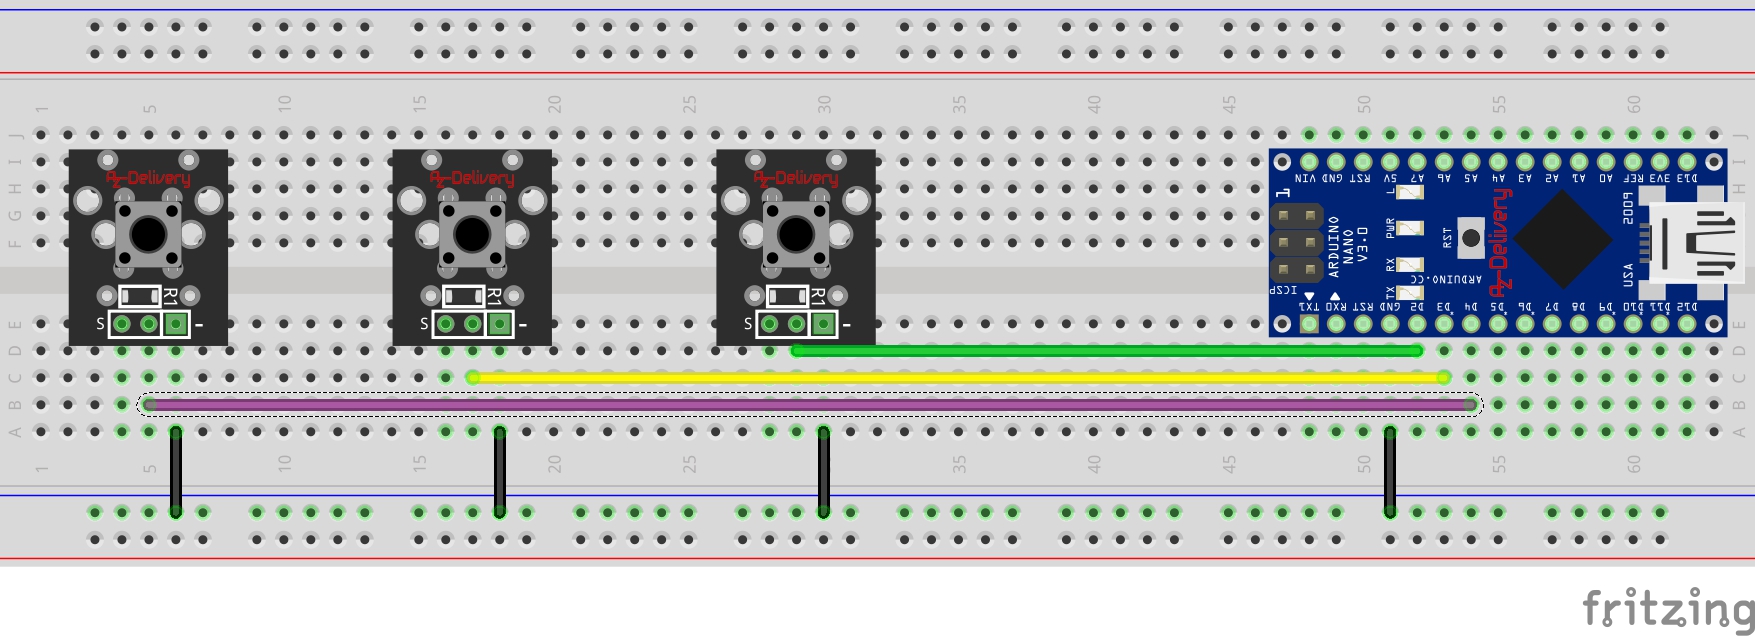 1 5 10 15 20 25 30 35 40 45 50 55 60
J J
I I
H H
G G
F F
AZ-Delivery
R1
S -
AZ-Delivery
R1
S -
AZ-Delivery
R1
S -
VIN GND RST 5V A7 A6 A5 A4 A3 A2 A1 A0 REF 3V3 D13
1
L
PWR
RX
TX
ARDUINO
NANO
V3.0
ICSP
RST
ARDUINO.CC
AZ-Delivery
2009
USA
TX1 RX0 RST GND D2 D3 D4 D5 D6 D7 D8 D9 D10 D11 D12
E E
D D
C C
B B
A A
1 5 10 15 20 25 30 35 40 45 50 55 60
fritzing